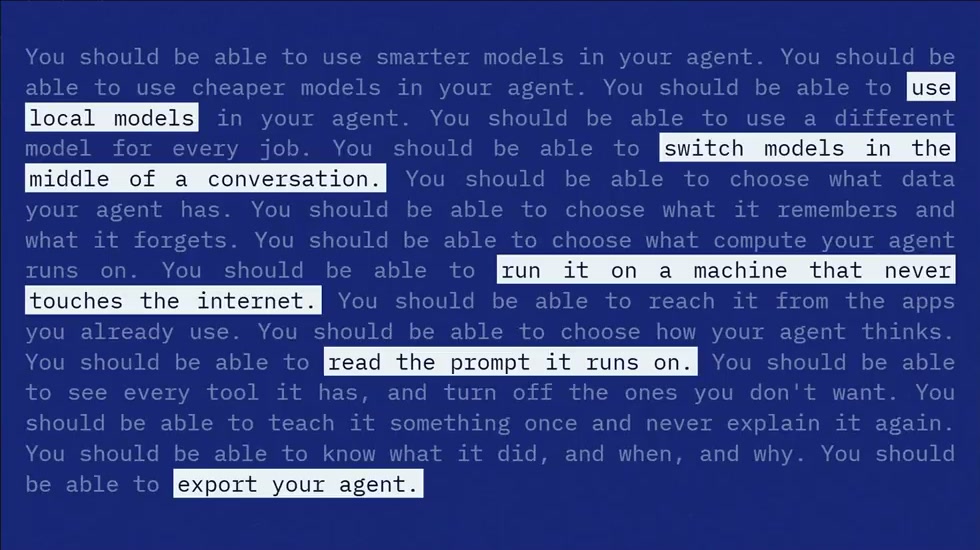 You should be able to use smarter models in your agent. You should be
able to use cheaper models in your agent. You should be able to use
local models in your agent. You should be able to use a different
model for every job. You should be able to switch models in the
middle of a conversation. You should be able to choose what data
your agent has. You should be able to choose what it remembers and
what it forgets. You should be able to choose what compute your agent
runs on. You should be able to run it on a machine that never
touches the internet. You should be able to reach it from the apps
you already use. You should be able to choose how your agent thinks.
You should be able to read the prompt it runs on. You should be able
to see every tool it has, and turn off the ones you don't want. You
should be able to teach it something once and never explain it again.
You should be able to know what it did, and when, and why. You should
be able to export your agent.